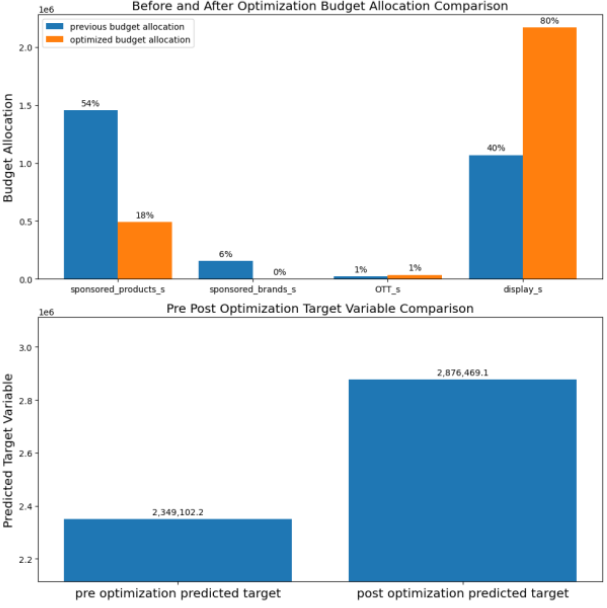 Before and After Optimization Budget Allocation Comparison
1e6
previous budget allocation
optimized budget allocation
Budget Allocation
2.0
1.5
1.0
0.5
0.0
54%
18%
6%
0%
1%
1%
40%
80%
sponsored_products_s
sponsored_brands_s
OTT_s
display_s
Pre Post Optimization Target Variable Comparison
1e6
Predicted Target Variable
3.0
2.8
2.6
2.4
2.2
2,349,102.2
2,876,469.1
pre optimization predicted target
post optimization predicted target